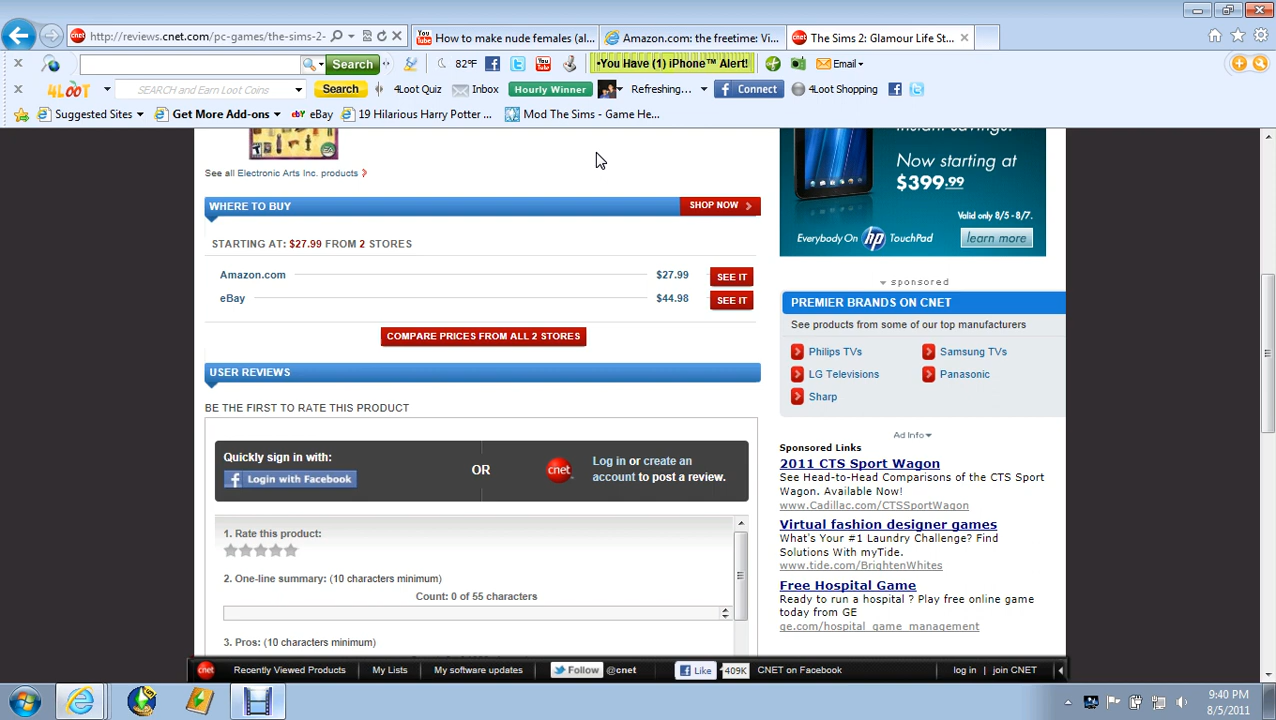 http://reviews.cnet.com/pc-games/the-sims-2-
How to make nude females (al...
Amazon.com: the freetime: Vi...
The Sims 2: Glamour Life St...
Search
82°F
•You Have (1) iPhone™ Alert!
Email
4LOOT
SEARCH and Earn Loot Coins
Search
4Loot Quiz
Inbox
Hourly Winner
Refreshing...
Connect
4Loot Shopping
Suggested Sites
Get More Add-ons
eBay
19 Hilarious Harry Potter ...
Mod The Sims - Game He...
See all Electronic Arts Inc. products
WHERE TO BUY
SHOP NOW
STARTING AT: $27.99 FROM 2 STORES
Amazon.com
$27.99
SEE IT
eBay
$44.98
SEE IT
COMPARE PRICES FROM ALL 2 STORES
USER REVIEWS
BE THE FIRST TO RATE THIS PRODUCT
Quickly sign in with:
Login with Facebook
OR
cnet
Log in or create an
account to post a review.
1. Rate this product:
2. One-line summary: (10 characters minimum)
Count: 0 of 55 characters
3. Pros: (10 characters minimum)
Now starting at
$399.99
Valid only 8/5 - 8/7.
Everybody On hp TouchPad
learn more
sponsored
PREMIER BRANDS ON CNET
See products from some of our top manufacturers
Philips TVs
Samsung TVs
LG Televisions
Panasonic
Sharp
Ad Info
Sponsored Links
2011 CTS Sport Wagon
See Head-to-Head Comparisons of the CTS Sport
Wagon. Available Now!
www.Cadillac.com/CTSSportWagon
Virtual fashion designer games
What's Your #1 Laundry Challenge? Find
Solutions With myTide.
www.tide.com/BrightenWhites
Free Hospital Game
Ready to run a hospital ? Play free online game
today from GE
ge.com/hospital_game_management
cnet
Recently Viewed Products
My Lists
My software updates
Follow @cnet
Like
409K
CNET on Facebook
log in | join CNET
9:40 PM
8/5/2011